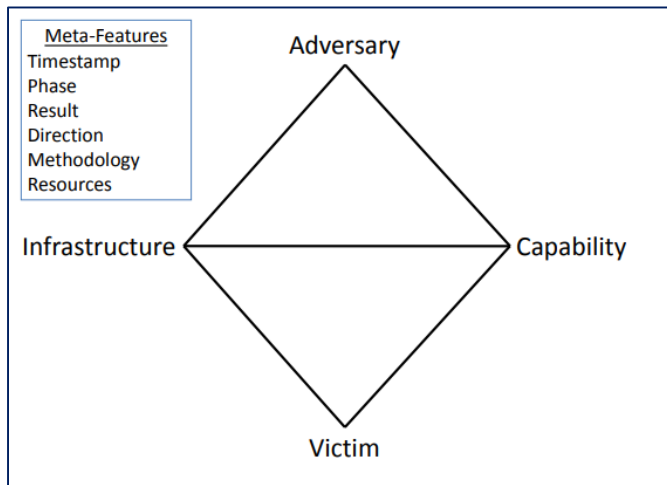 Meta-Features
Timestamp
Phase
Result
Direction
Methodology
Resources
Adversary
Infrastructure
Capability
Victim